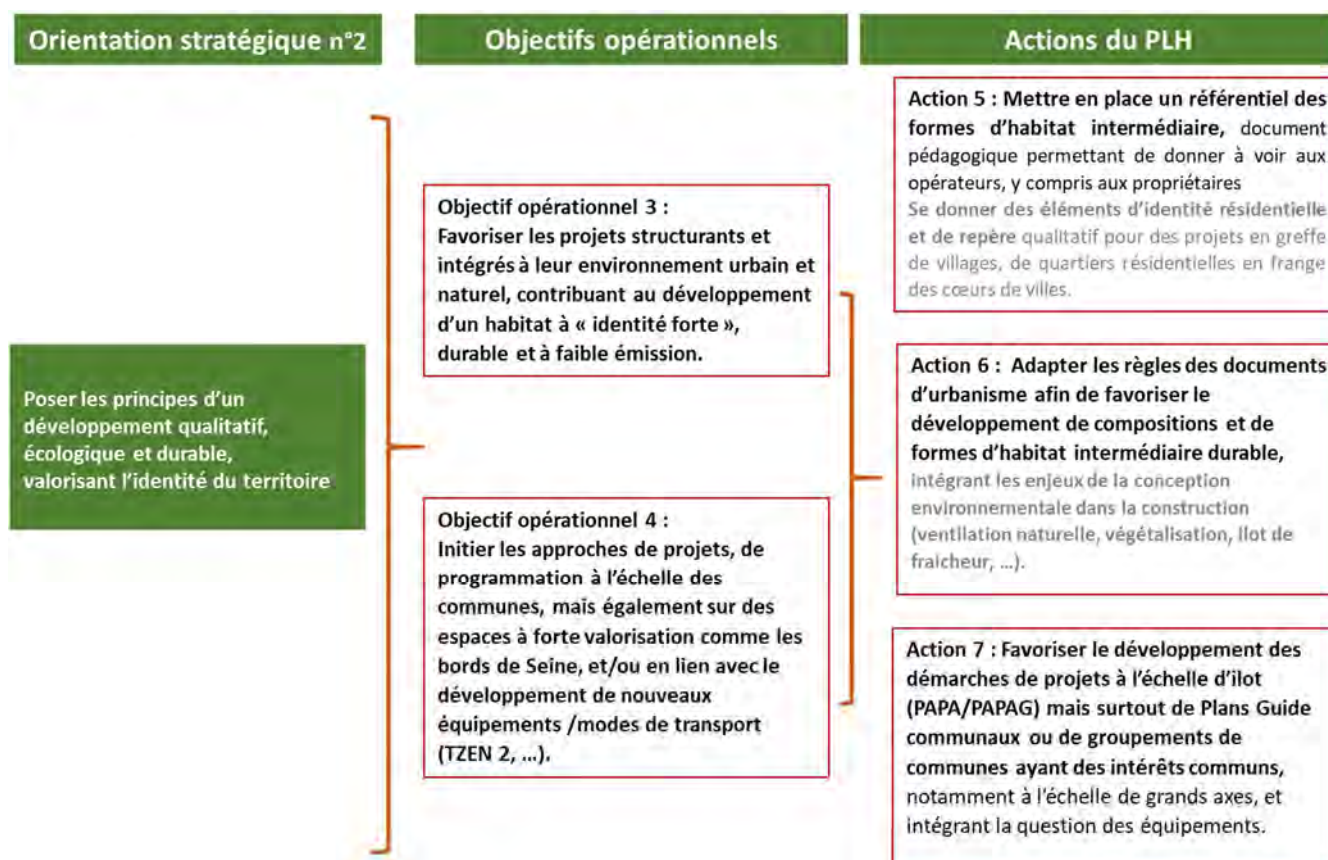 Orientation stratégique n°2
Objectifs opérationnels
Actions du PLH
Poser les principes d'un
développement qualitatif,
écologique et durable,
valorisant l'identité du territoire
Objectif opérationnel 3 :
Favoriser les projets structurants et
intégrés à leur environnement urbain et
naturel, contribuant au développement
d'un habitat à « identité forte »,
durable et à faible émission.
Objectif opérationnel 4 :
Initier les approches de projets, de
programmation à l'échelle des
communes, mais également sur des
espaces à forte valorisation comme les
bords de Seine, et/ou en lien avec le
développement de nouveaux
équipements /modes de transport
(TZEN 2, ...).
Action 5 : Mettre en place un référentiel des
formes d'habitat intermédiaire, document
pédagogique permettant de donner à voir aux
opérateurs, y compris aux propriétaires
Se donner des éléments d'identité résidentielle
et de repère qualitatif pour des projets en greffe
de villages, de quartiers résidentielles en frange
des cœurs de villes.
Action 6 : Adapter les règles des documents
d'urbanisme afin de favoriser le
développement de compositions et de
formes d'habitat intermédiaire durable,
intégrant les enjeux de la conception
environnementale dans la construction
(ventilation naturelle, végétalisation, ilot de
fraicheur, ...).
Action 7 : Favoriser le développement des
démarches de projets à l'échelle d'ilot
(PAPA/PAPAG) mais surtout de Plans Guide
communaux ou de groupements de
communes ayant des intérêts communs,
notamment à l'échelle de grands axes, et
intégrant la question des équipements.